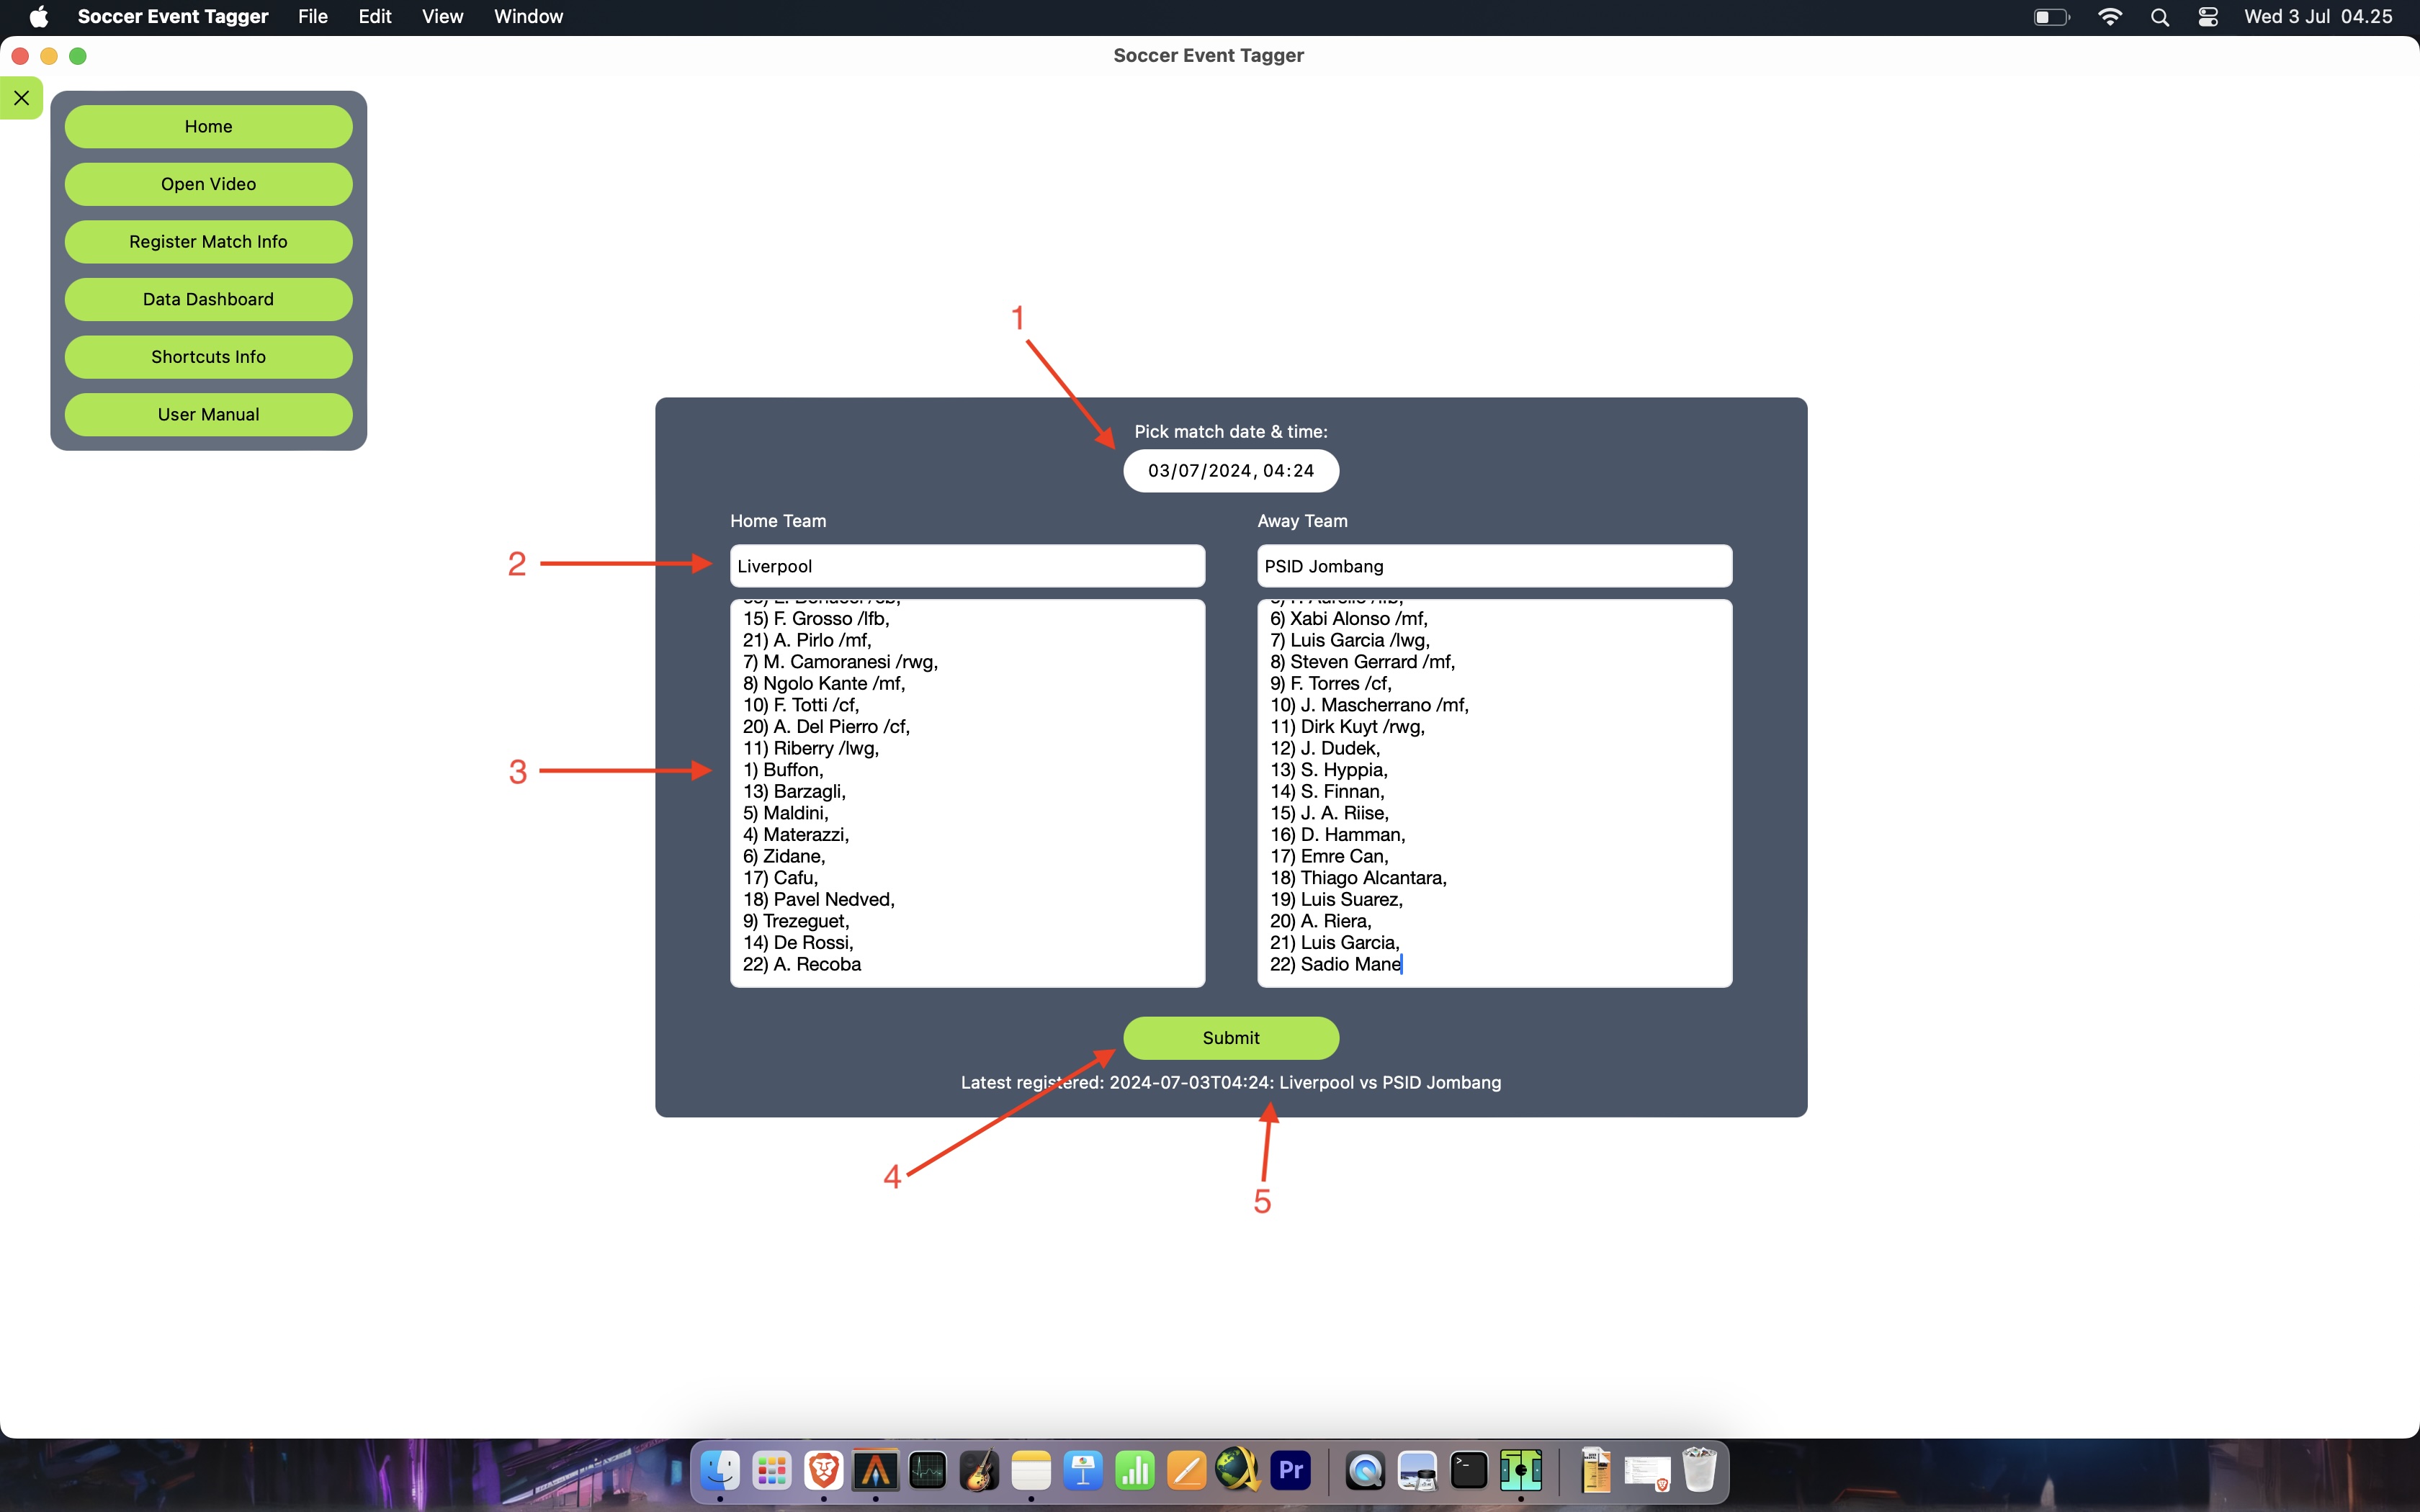 Soccer Event Tagger File Edit View Window Wed 3 Jul 04.25
Soccer Event Tagger
Home
Open Video
Register Match Info
Data Dashboard
Shortcuts Info
User Manual
1
Pick match date & time:
03/07/2024, 04:24
Home Team
2
Liverpool
15) F. Grosso /lfb,
21) A. Pirlo /mf,
7) M. Camoranesi /rwg,
8) Ngolo Kante /mf,
10) F. Totti /cf,
20) A. Del Pierro /cf,
11) Riberry /lwg,
3
1) Buffon,
13) Barzagli,
5) Maldini,
4) Materazzi,
6) Zidane,
17) Cafu,
18) Pavel Nedved,
9) Trezeguet,
14) De Rossi,
22) A. Recoba
Away Team
PSID Jombang
6) Xabi Alonso /mf,
7) Luis Garcia /lwg,
8) Steven Gerrard /mf,
9) F. Torres /cf,
10) J. Mascherrano /mf,
11) Dirk Kuyt /rwg,
12) J. Dudek,
13) S. Hyppia,
14) S. Finnan,
15) J. A. Riise,
16) D. Hamman,
17) Emre Can,
18) Thiago Alcantara,
19) Luis Suarez,
20) A. Riera,
21) Luis Garcia,
22) Sadio Mane
Submit
Latest registered: 2024-07-03T04:24: Liverpool vs PSID Jombang
4
5
Pr